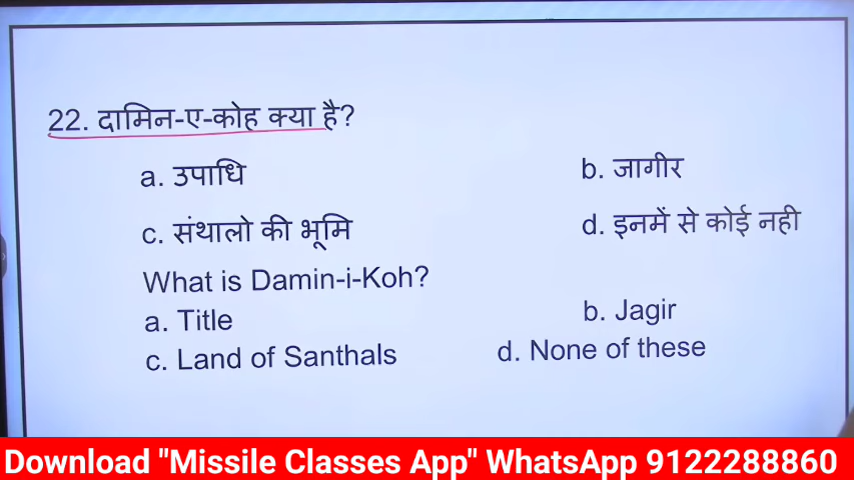 22. दामिन-ए-कोह क्या है?
a. उपाधि b. जागीर
c. संथालो की भूमि d. इनमें से कोई नही
What is Damin-i-Koh?
a. Title b. Jagir
c. Land of Santhals d. None of these
Download "Missile Classes App" WhatsApp 9122288860